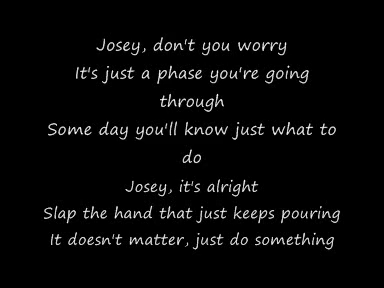 Josey, don't you worry
It's just a phase you're going
through
Some day you'll know just what to
do
Josey, it's alright
Slap the hand that just keeps pouring
It doesn't matter, just do something